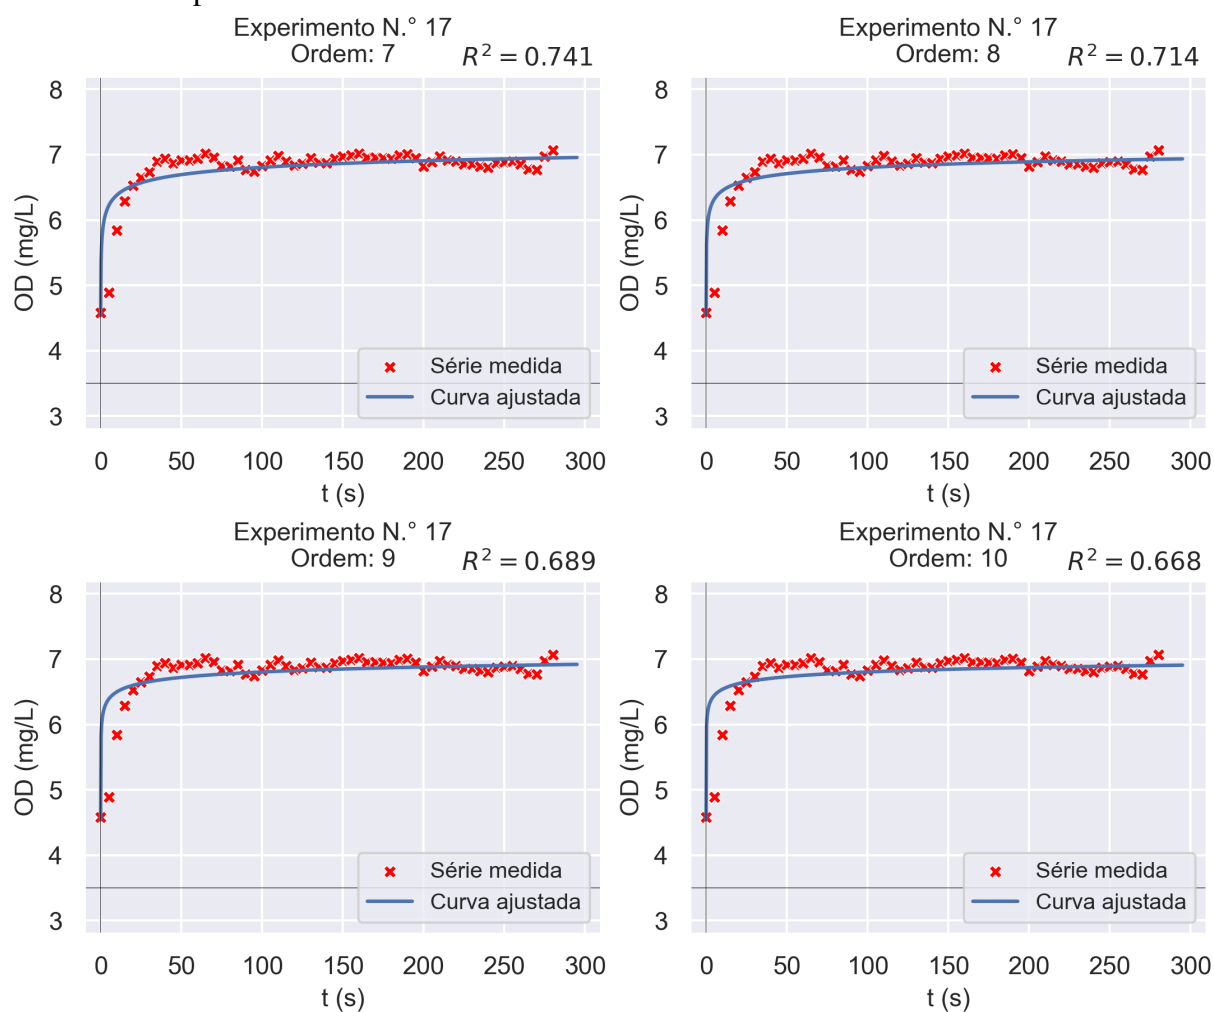 Experimento N.° 17
Ordem: 7
R² = 0.741
8
7
6
5
4
3
OD (mg/L)
Série medida
Curva ajustada
0 50 100 150 200 250 300
t (s)
Experimento N.° 17
Ordem: 8
R² = 0.714
8
7
6
5
4
3
OD (mg/L)
Série medida
Curva ajustada
0 50 100 150 200 250 300
t (s)
Experimento N.° 17
Ordem: 9
R² = 0.689
8
7
6
5
4
3
OD (mg/L)
Série medida
Curva ajustada
0 50 100 150 200 250 300
t (s)
Experimento N.° 17
Ordem: 10
R² = 0.668
8
7
6
5
4
3
OD (mg/L)
Série medida
Curva ajustada
0 50 100 150 200 250 300
t (s)